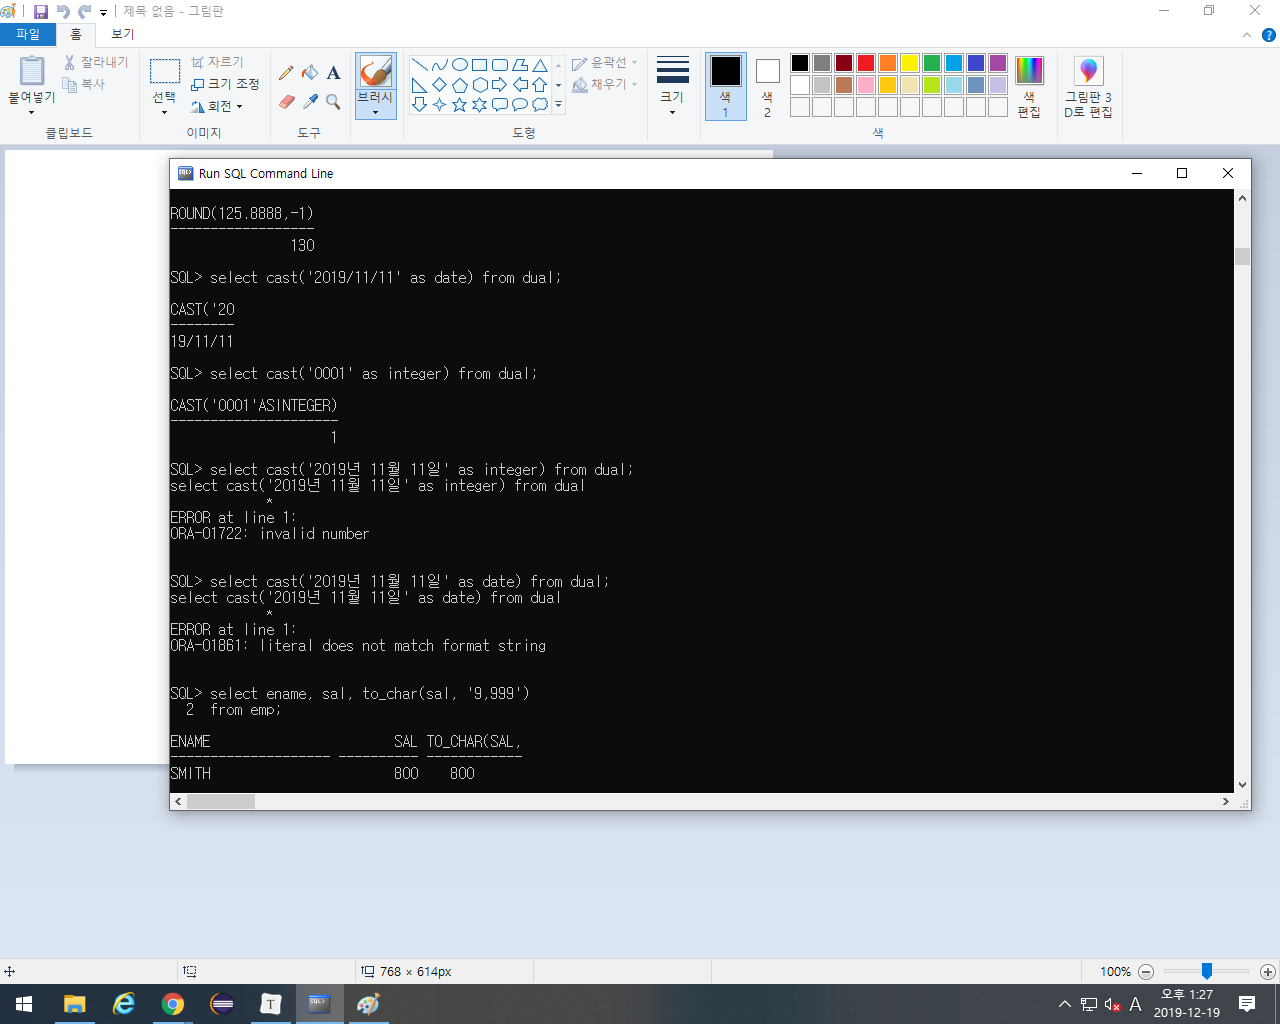 제목 없음 - 그림판
파일 홈 보기
붙여넣기
잘라내기
복사
클립보드
선택
자르기
크기 조정
회전
이미지
A
도구
브러시
윤곽선
채우기
도형
크기
색
1
색
2
색
편집
색
그림판 3
D로 편집
Run SQL Command Line
ROUND(125.8888,-1)
------------------
130
SQL> select cast('2019/11/11' as date) from dual;
CAST('20
--------
19/11/11
SQL> select cast('0001' as integer) from dual;
CAST('0001'ASINTEGER)
---------------------
1
SQL> select cast('2019년 11월 11일' as integer) from dual;
select cast('2019년 11월 11일' as integer) from dual
*
ERROR at line 1:
ORA-01722: invalid number
SQL> select cast('2019년 11월 11일' as date) from dual;
select cast('2019년 11월 11일' as date) from dual
*
ERROR at line 1:
ORA-01861: literal does not match format string
SQL> select ename, sal, to_char(sal, '9,999')
2 from emp;
ENAME SAL TO_CHAR(SAL,
-------------------- ---------- ------------
SMITH 800 800
768 × 614px
100%
T
SQL>
A
오후 1:27
2019-12-19